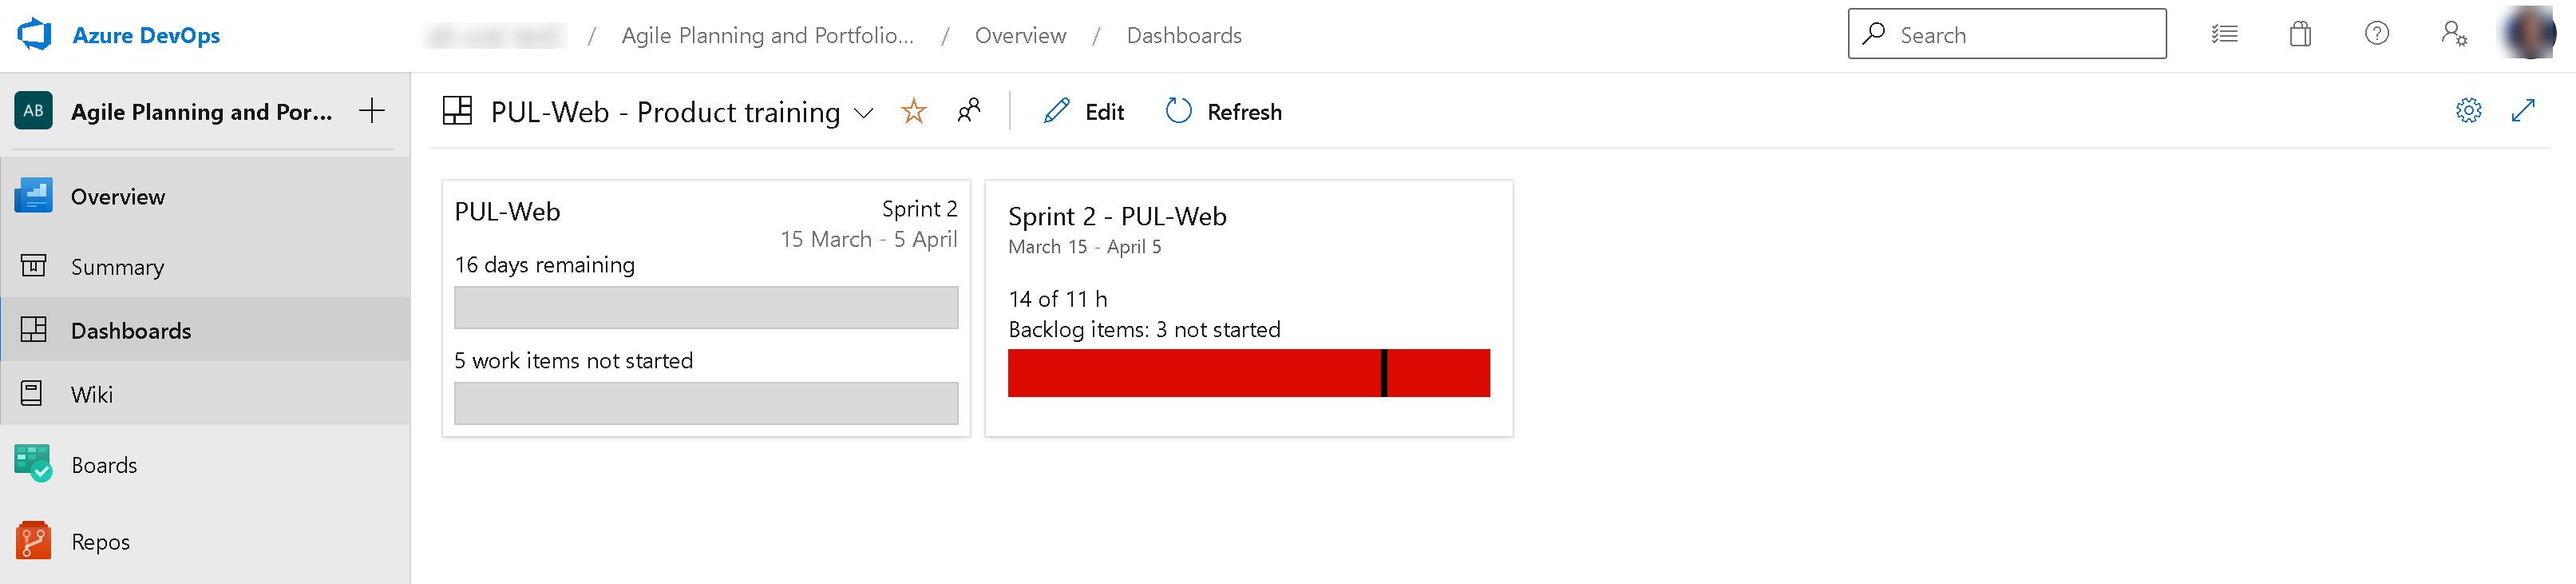 Azure DevOps
/ Agile Planning and Portfolio... / Overview / Dashboards
Search
AB Agile Planning and Por...
PUL-Web - Product training
Edit
Refresh
Overview
Summary
Dashboards
Wiki
Boards
Repos
PUL-Web
Sprint 2
15 March - 5 April
16 days remaining
5 work items not started
Sprint 2 - PUL-Web
March 15 - April 5
14 of 11 h
Backlog items: 3 not started